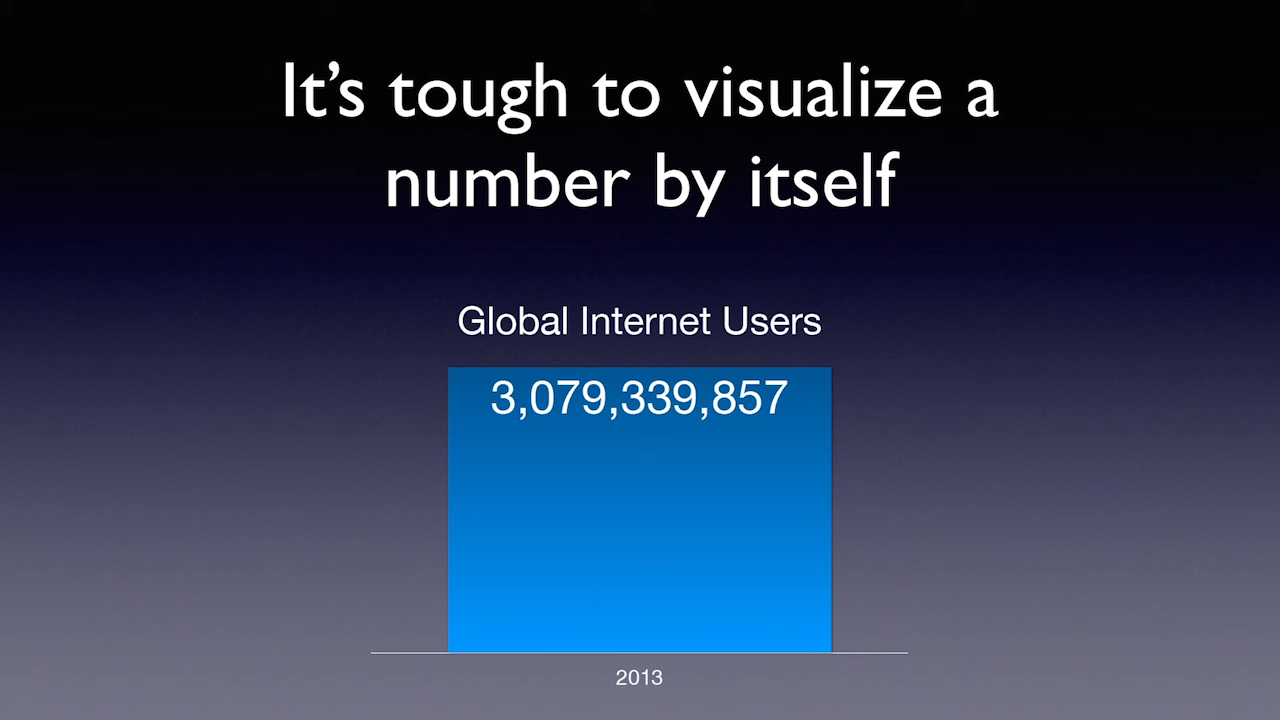 It’s tough to visualize a
number by itself
Global Internet Users
3,079,339,857
2013